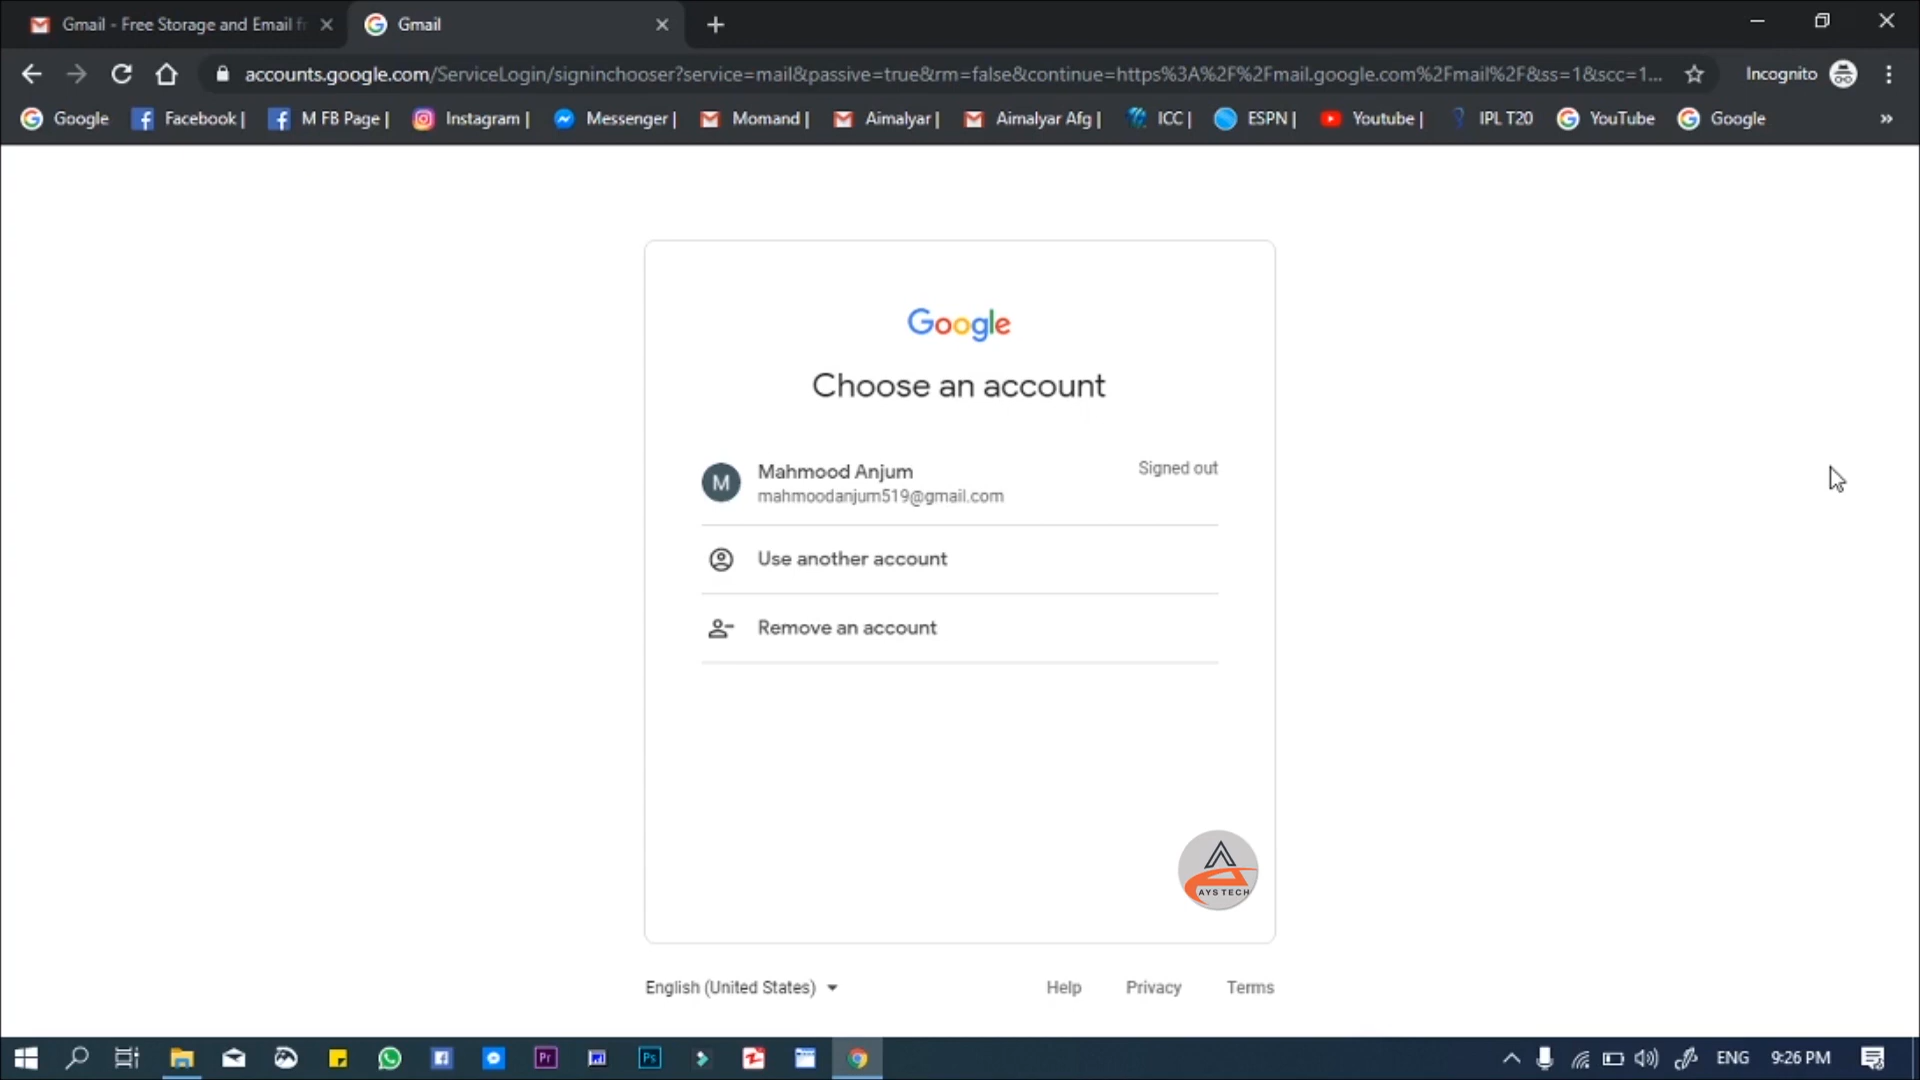 Gmail - Free Storage and Email fr
Gmail
accounts.google.com/ServiceLogin/signinchooser?service=mail&passive=true&rm=false&continue=https%3A%2F%2Fmail.google.com%2Fmail%2F&ss=1&scc=1...
Incognito
Google
Facebook |
M FB Page |
Instagram |
Messenger |
Momand |
Aimalyar |
Aimalyar Afg |
ICC |
ESPN |
Youtube |
IPL T20
YouTube
Google
»
Google
Choose an account
M
Mahmood Anjum
Signed out
mahmoodanjum519@gmail.com
Use another account
Remove an account
AYS TECH
English (United States)
Help
Privacy
Terms
Pr
Ps
ENG
9:26 PM